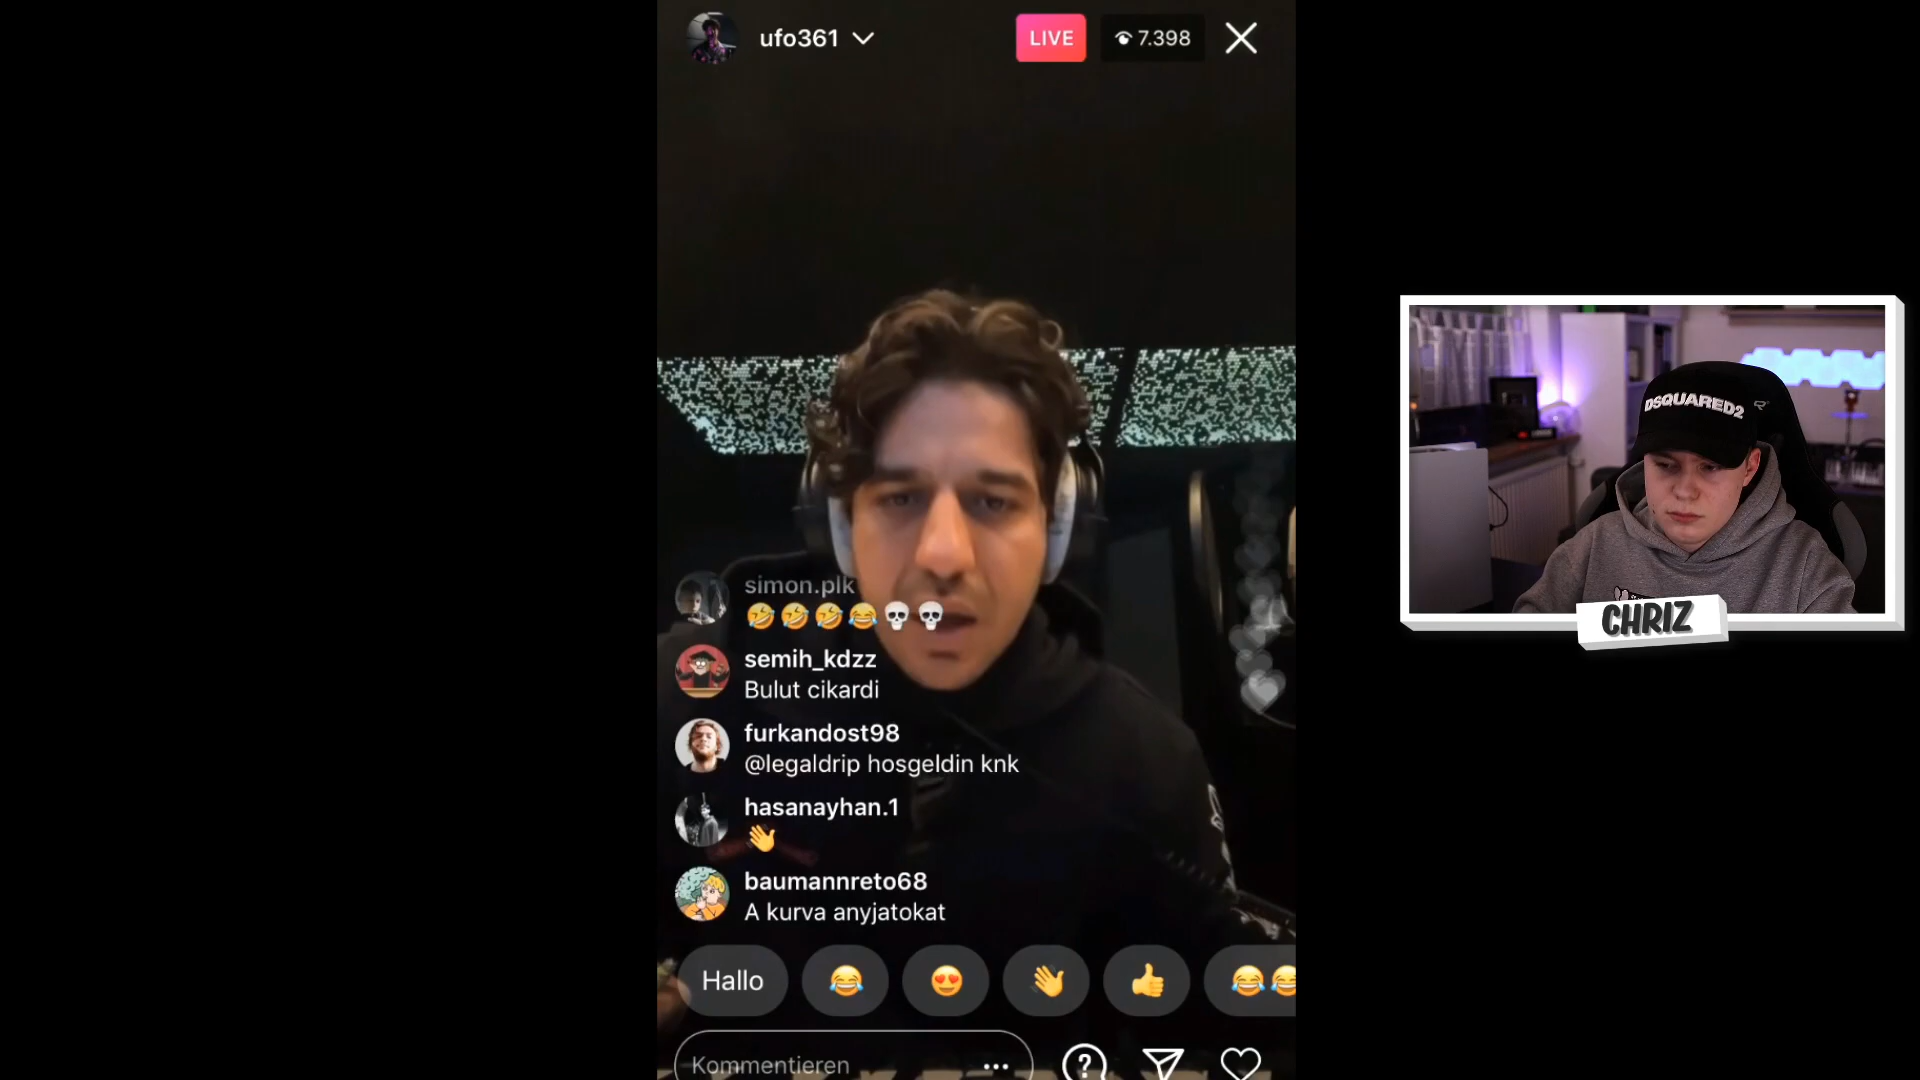 ufo361
LIVE
7.398
DSQUARED2
CHRIZ
simon.plk
🤣🤣🤣😂💀💀
semih_kdzz
Bulut cikardi
furkandost98
@legaldrip hosgeldin knk
hasanayhan.1
👋
baumannreto68
A kurva anyjatokat
Hallo
Kommentieren